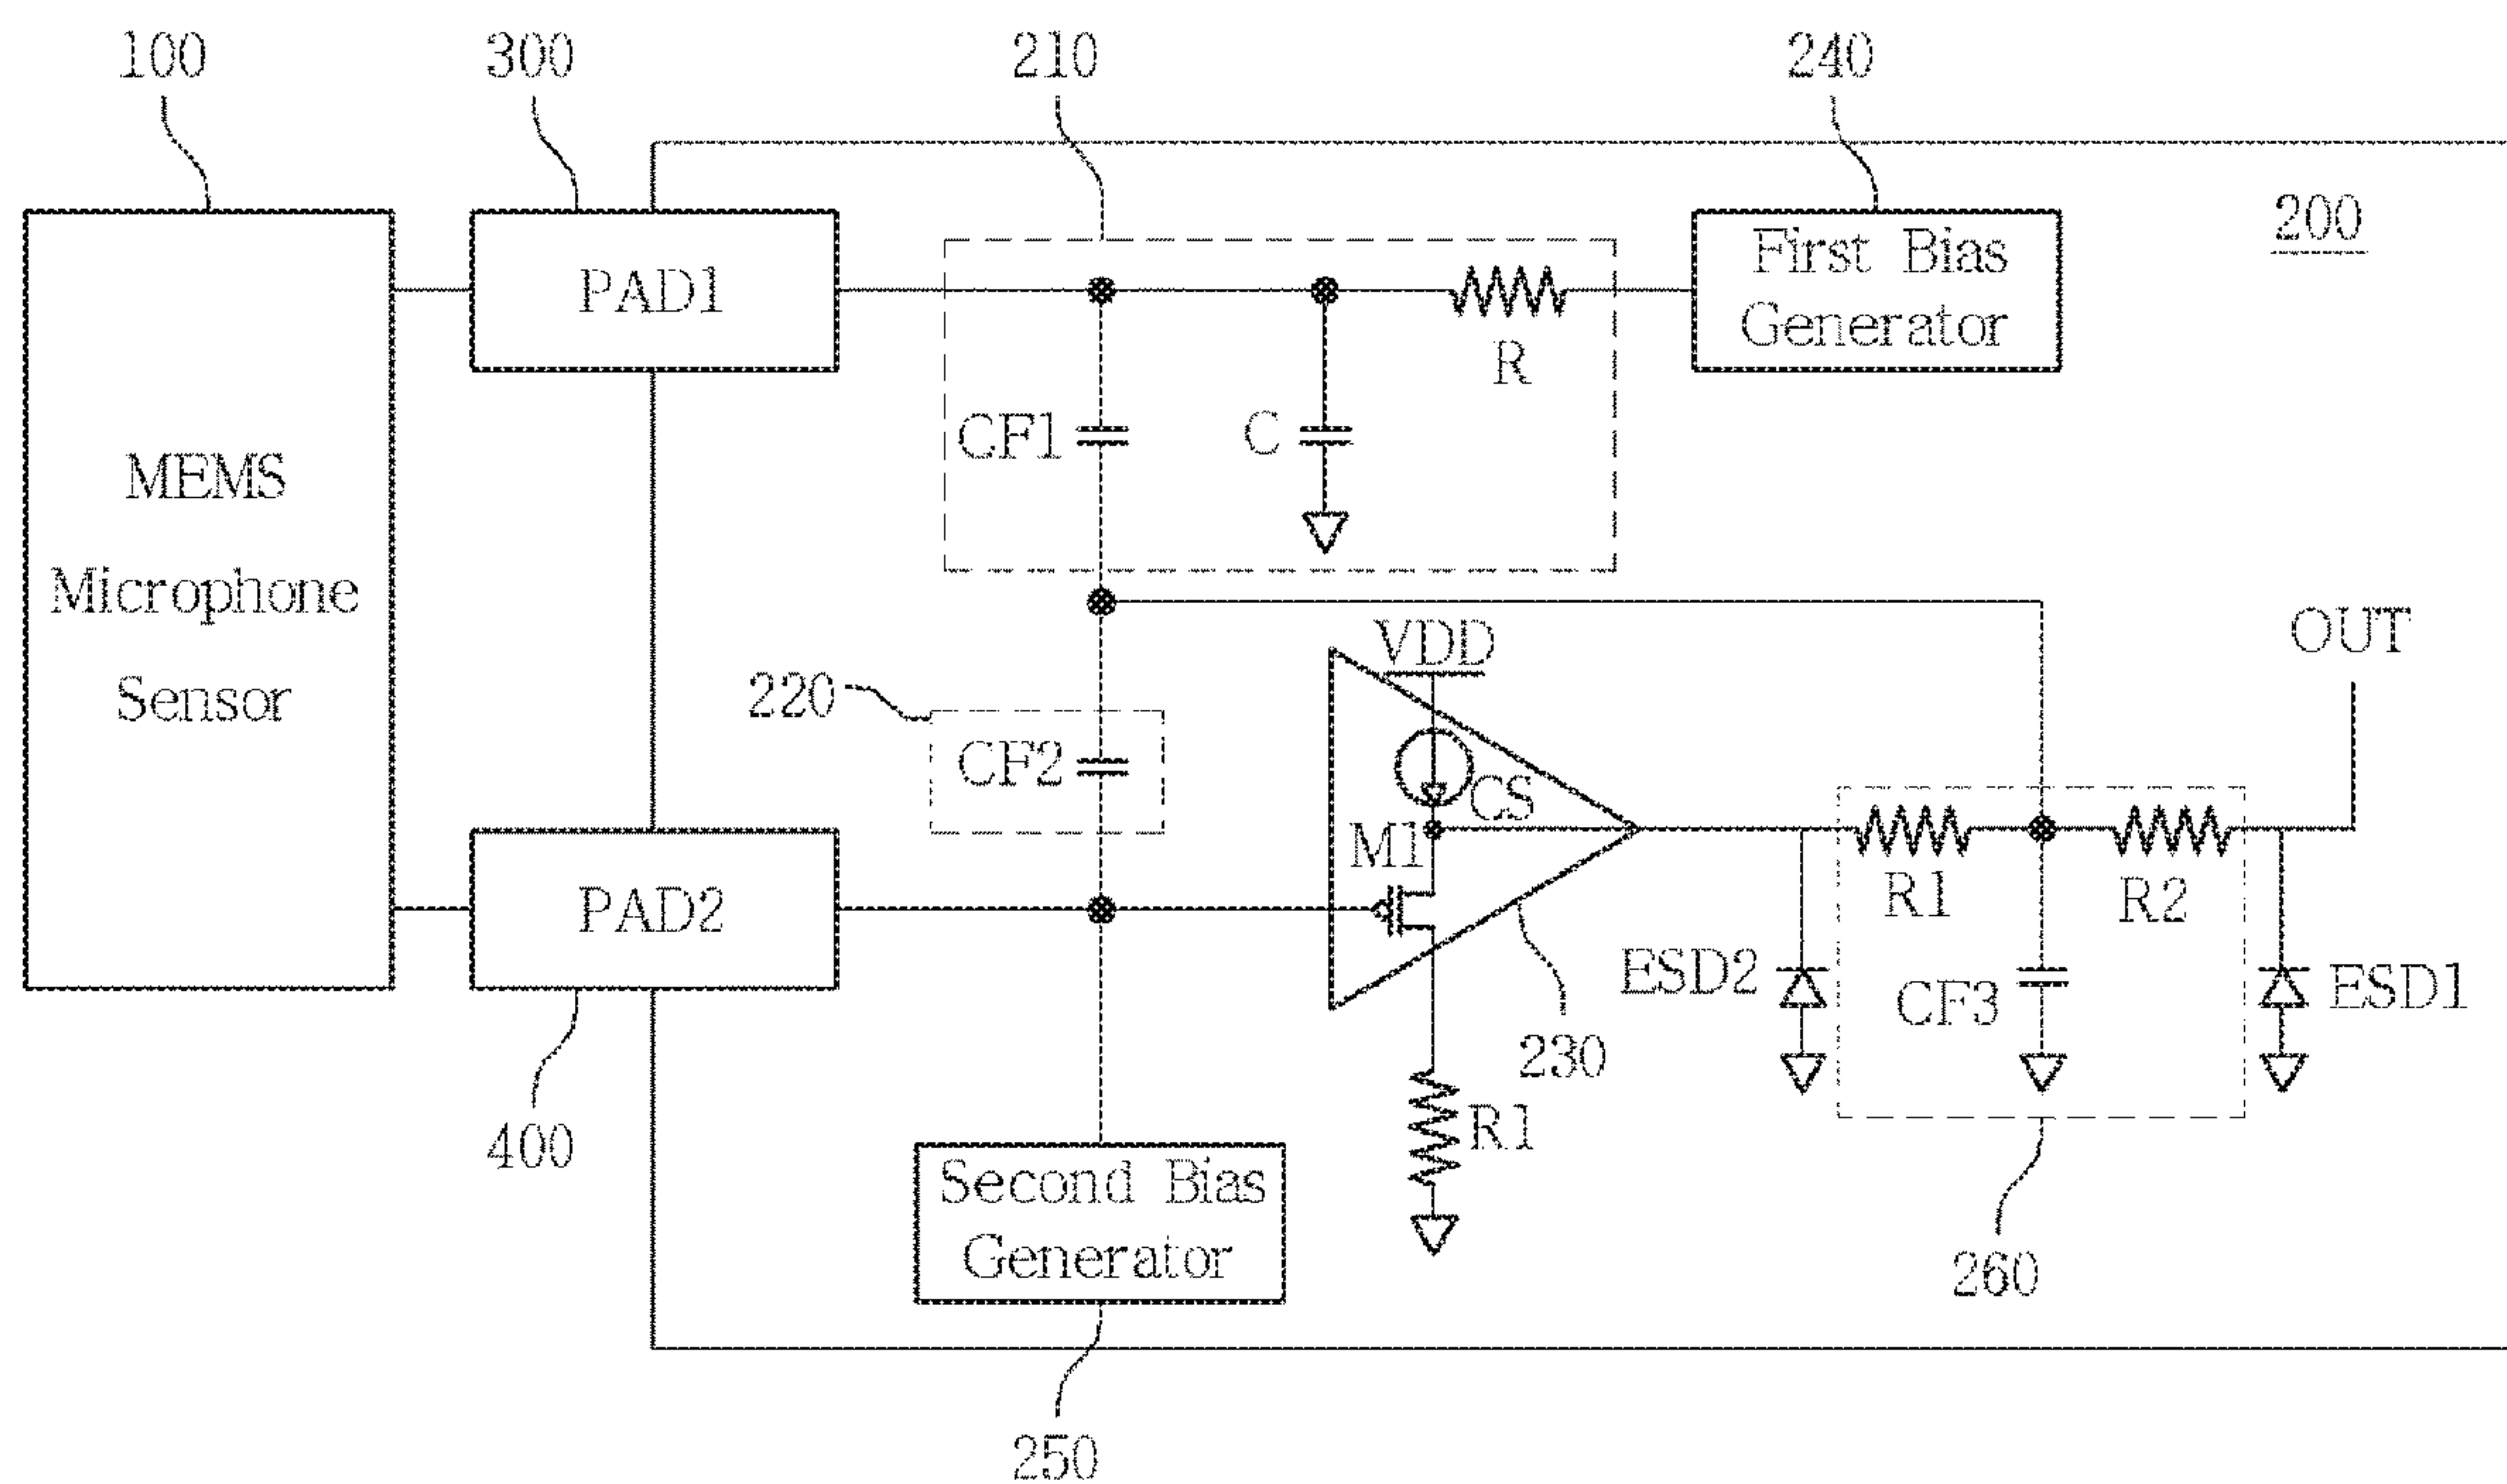 100
300
210
240
200
PAD1
First Bias
Generator
R
CF1
C
MEMS
Microphone
Sensor
VDD
OUT
220
CF2
CS
M1
PAD2
R1
R2
ESD2
CF3
ESD1
230
400
R1
Second Bias
Generator
260
250